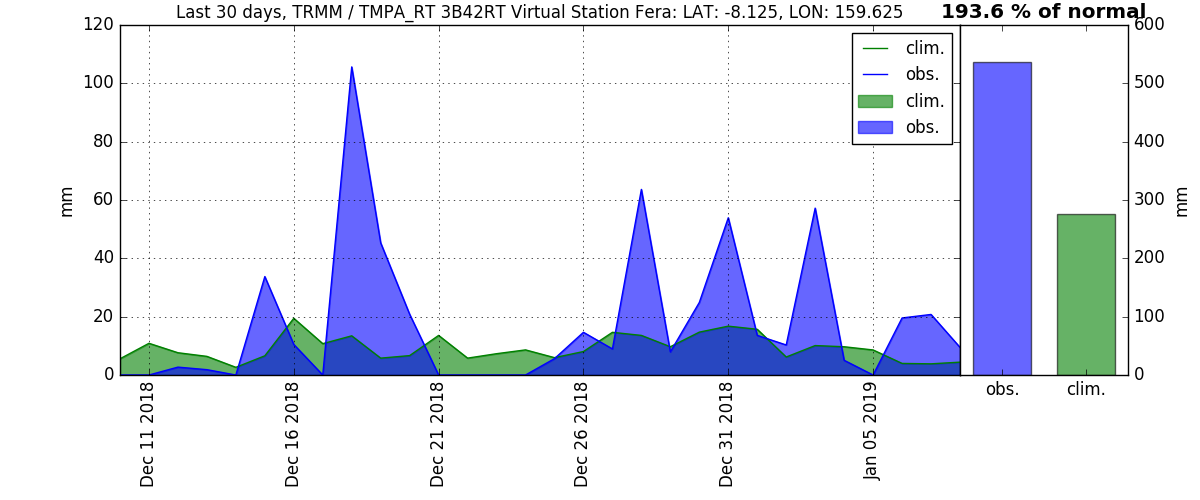 Last 30 days, TRMM / TMPA_RT 3B42RT Virtual Station Fera: LAT: -8.125, LON: 159.625
193.6 % of normal
mm
120
100
80
60
40
20
0
clim.
obs.
clim.
obs.
Dec 11 2018
Dec 16 2018
Dec 21 2018
Dec 26 2018
Dec 31 2018
Jan 05 2019
600
500
400
300
200
100
0
mm
obs.
clim.